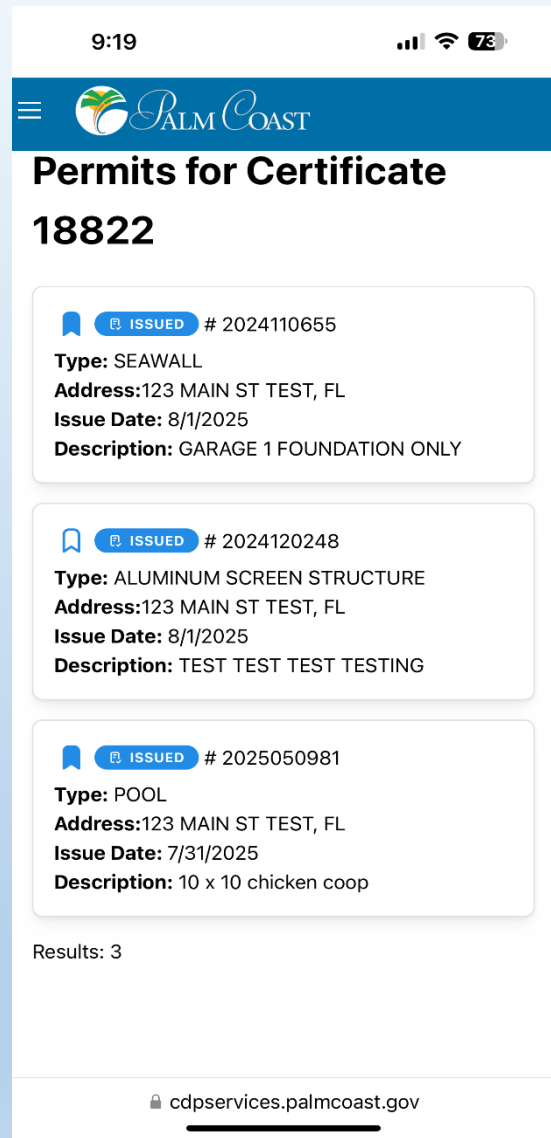 9:19
73
PALM COAST
Permits for Certificate
18822
ISSUED # 2024110655
Type: SEAWALL
Address:123 MAIN ST TEST, FL
Issue Date: 8/1/2025
Description: GARAGE 1 FOUNDATION ONLY
ISSUED # 2024120248
Type: ALUMINUM SCREEN STRUCTURE
Address:123 MAIN ST TEST, FL
Issue Date: 8/1/2025
Description: TEST TEST TEST TESTING
ISSUED # 2025050981
Type: POOL
Address:123 MAIN ST TEST, FL
Issue Date: 7/31/2025
Description: 10 x 10 chicken coop
Results: 3
cdpservices.palmcoast.gov